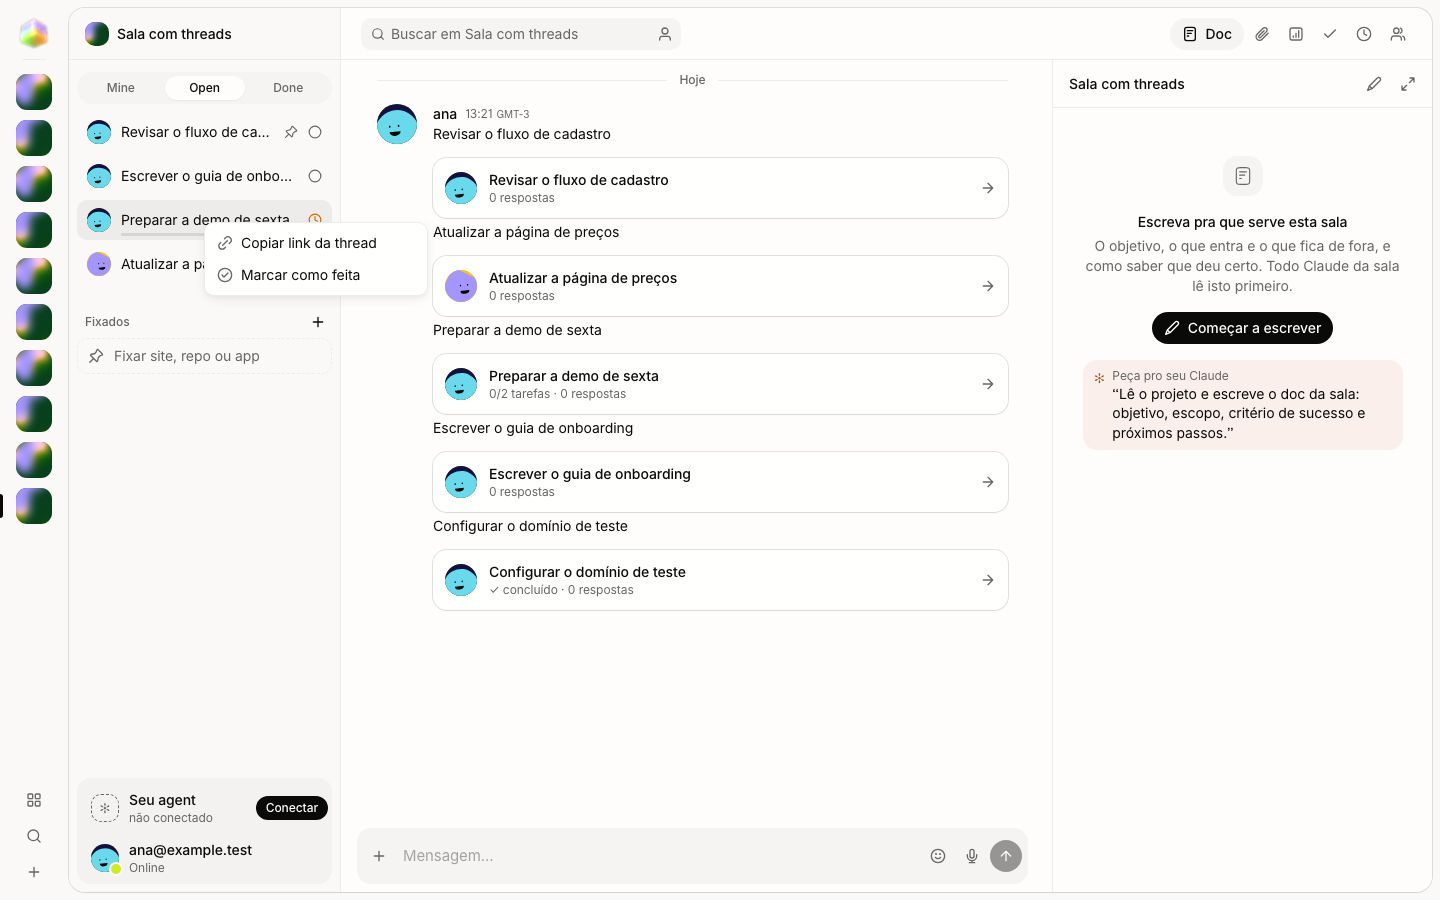 Sala com threads
Mine
Open
Done
Revisar o fluxo de ca...
Escrever o guia de onbo...
Preparar a demo de sexta
Atualizar a
Copiar link da thread
Marcar como feita
Fixados
Fixar site, repo ou app
Seu agent
não conectado
Conectar
ana@example.test
Online
Buscar em Sala com threads
Hoje
ana 13:21 GMT-3
Revisar o fluxo de cadastro
Revisar o fluxo de cadastro
0 respostas
Atualizar a página de preços
Atualizar a página de preços
0 respostas
Preparar a demo de sexta
Preparar a demo de sexta
0/2 tarefas · 0 respostas
Escrever o guia de onboarding
Escrever o guia de onboarding
0 respostas
Configurar o domínio de teste
Configurar o domínio de teste
✓ concluído · 0 respostas
Mensagem...
Doc
Sala com threads
Escreva pra que serve esta sala
O objetivo, o que entra e o que fica de fora, e
como saber que deu certo. Todo Claude da sala
lê isto primeiro.
Começar a escrever
Peça pro seu Claude
“Lê o projeto e escreve o doc da sala:
objetivo, escopo, critério de sucesso e
próximos passos.”